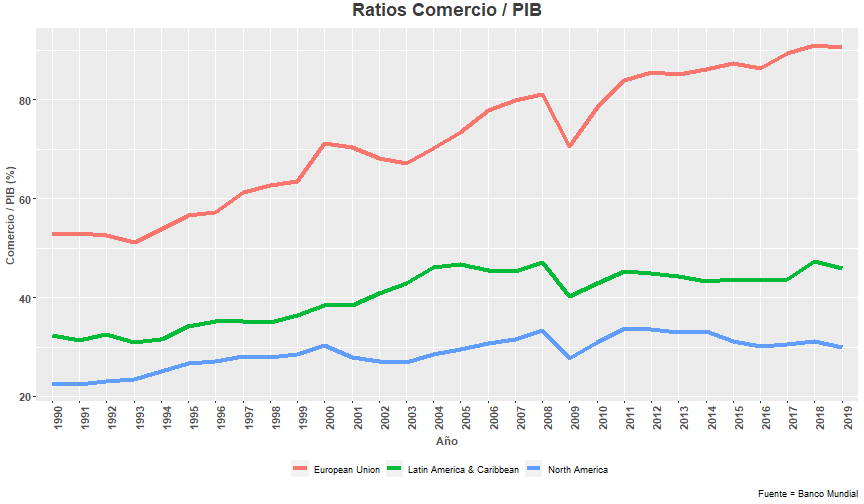 Ratios Comercio / PIB
Comercio / PIB (%)
80
60
40
20
1990 1991 1992 1993 1994 1995 1996 1997 1998 1999 2000 2001 2002 2003 2004 2005 2006 2007 2008 2009 2010 2011 2012 2013 2014 2015 2016 2017 2018 2019
Año
European Union Latin America & Caribbean North America
Fuente = Banco Mundial